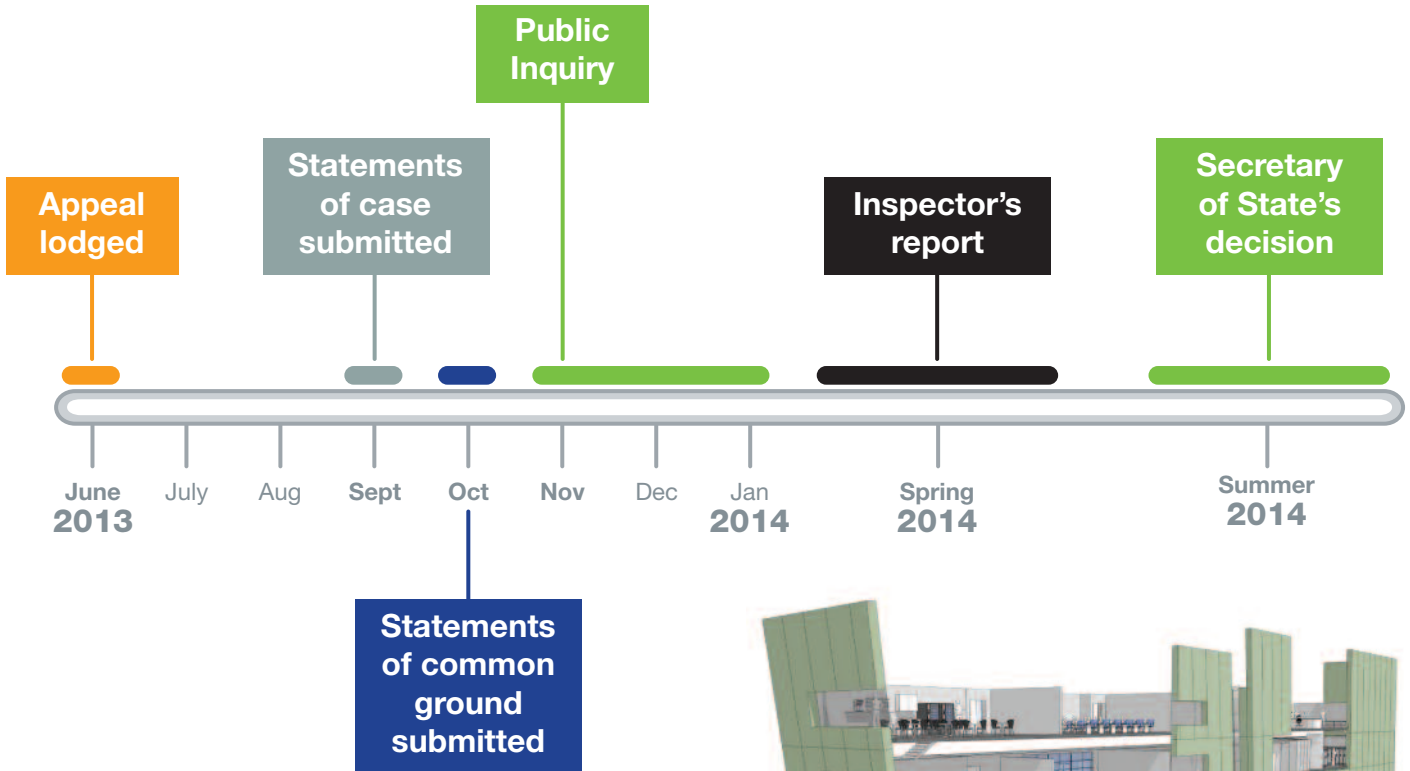 Public
Inquiry
Statements
of case
submitted
Secretary
of State's
decision
Appeal
lodged
Inspector's
report
June
2013
July
Aug
Sept
Oct
Nov
Dec
Jan
2014
Spring
2014
Summer
2014
Statements
of common
ground
submitted